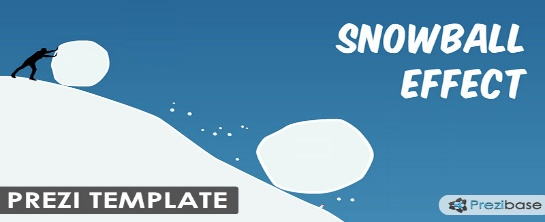 SNOWBALL
EFFECT
PREZI TEMPLATE
Prezibase